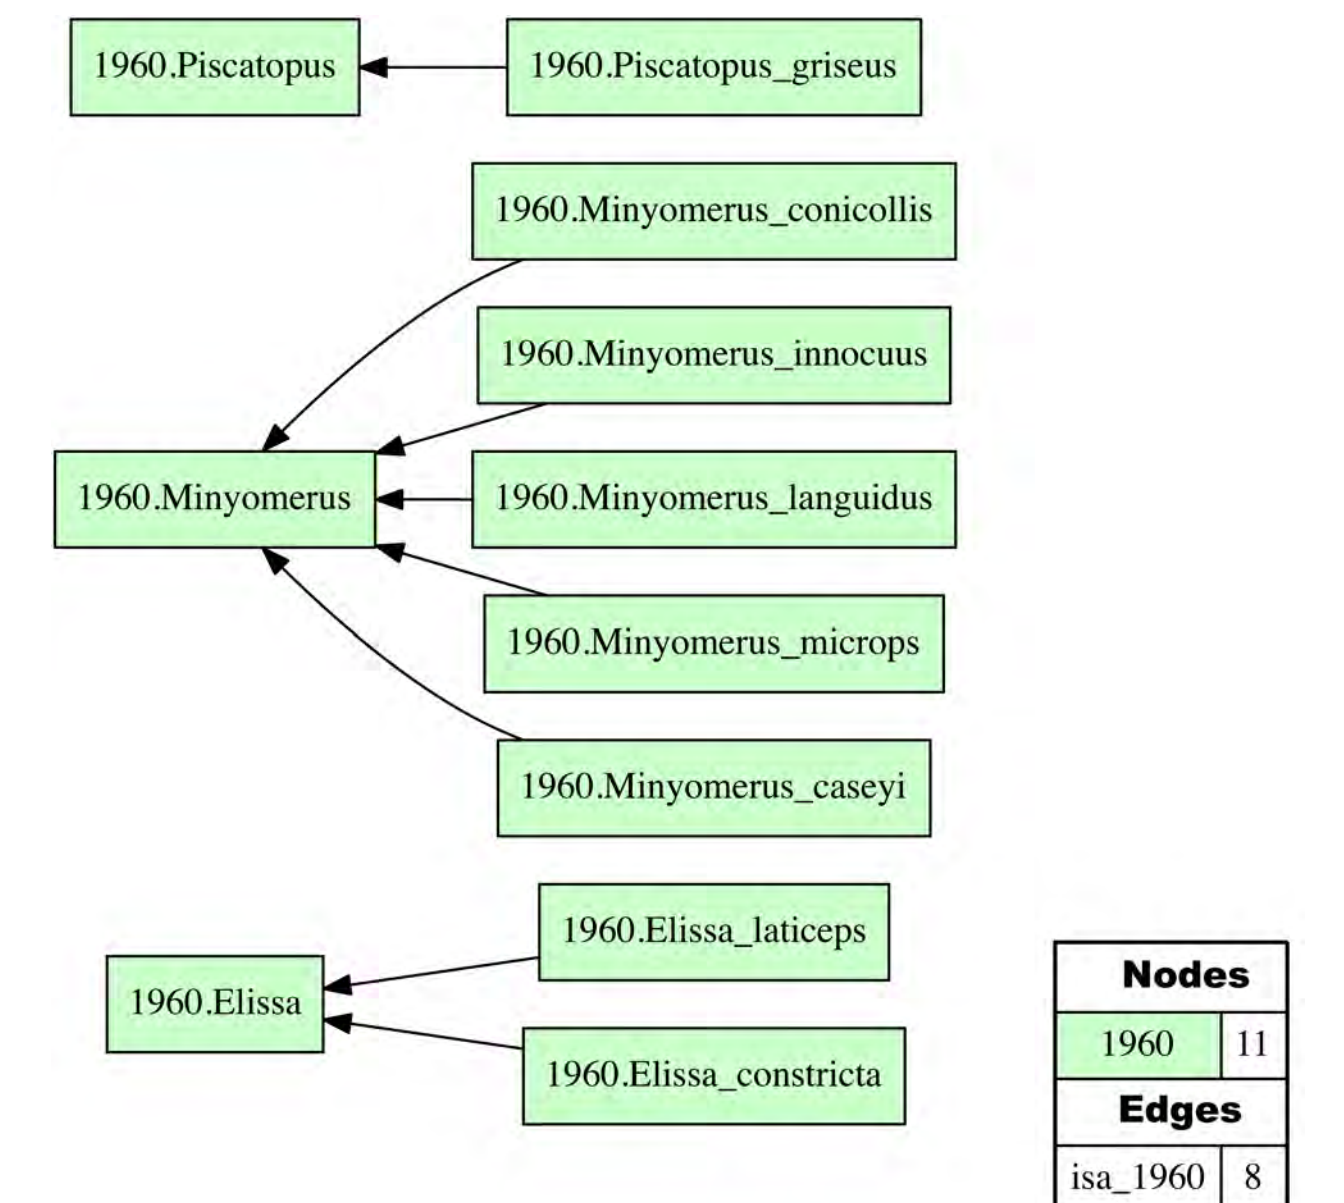 1960.Piscatopus
1960.Piscatopus_griseus
1960.Minyomerus_conicollis
1960.Minyomerus_innocuus
1960.Minyomerus
1960.Minyomerus_languidus
1960.Minyomerus_microps
1960.Minyomerus_caseyi
1960.Elissa_laticeps
1960.Elissa
1960.Elissa_constricta
Nodes
1960 11
Edges
isa_1960 8